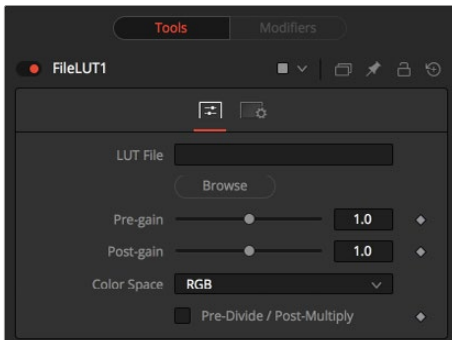 Tools Modifiers
FileLUT1
LUT File
Browse
Pre-gain 1.0
Post-gain 1.0
Color Space RGB
Pre-Divide / Post-Multiply